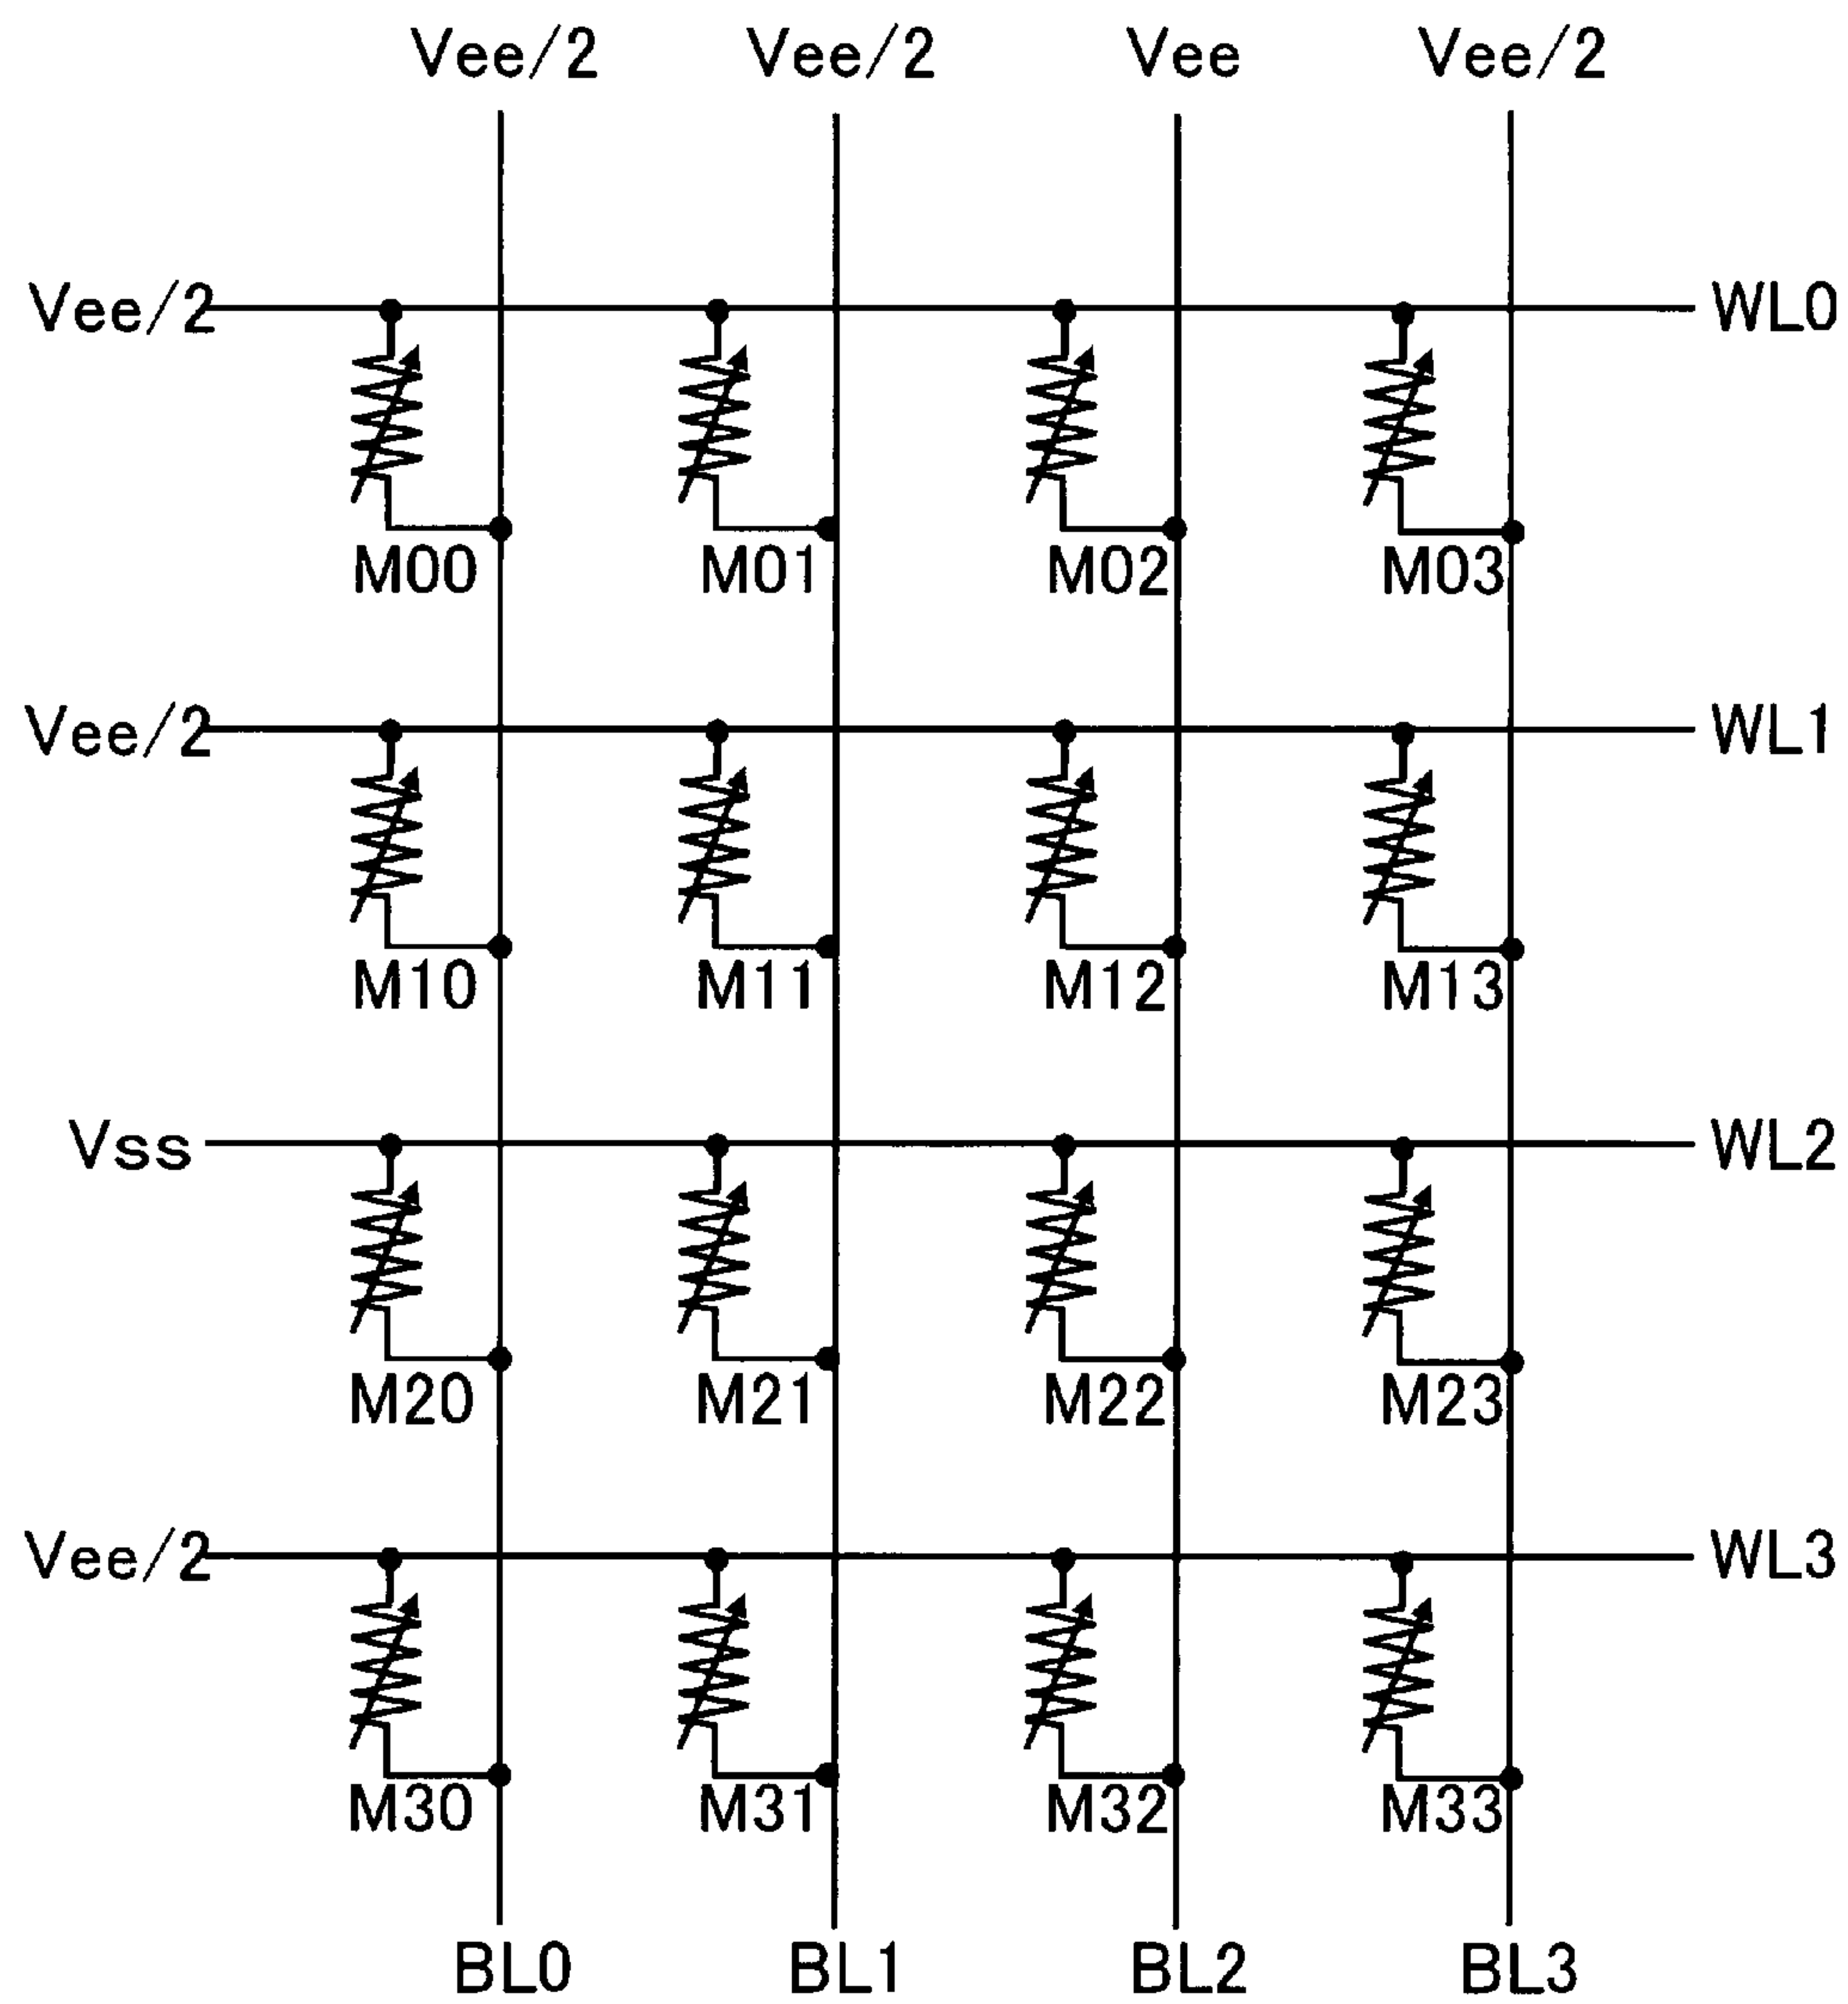 Vee/2 Vee/2 Vee Vee/2
Vee/2 WL0
M00 M01 M02 M03
Vee/2 WL1
M10 M11 M12 M13
Vss WL2
M20 M21 M22 M23
Vee/2 WL3
M30 M31 M32 M33
BL0 BL1 BL2 BL3